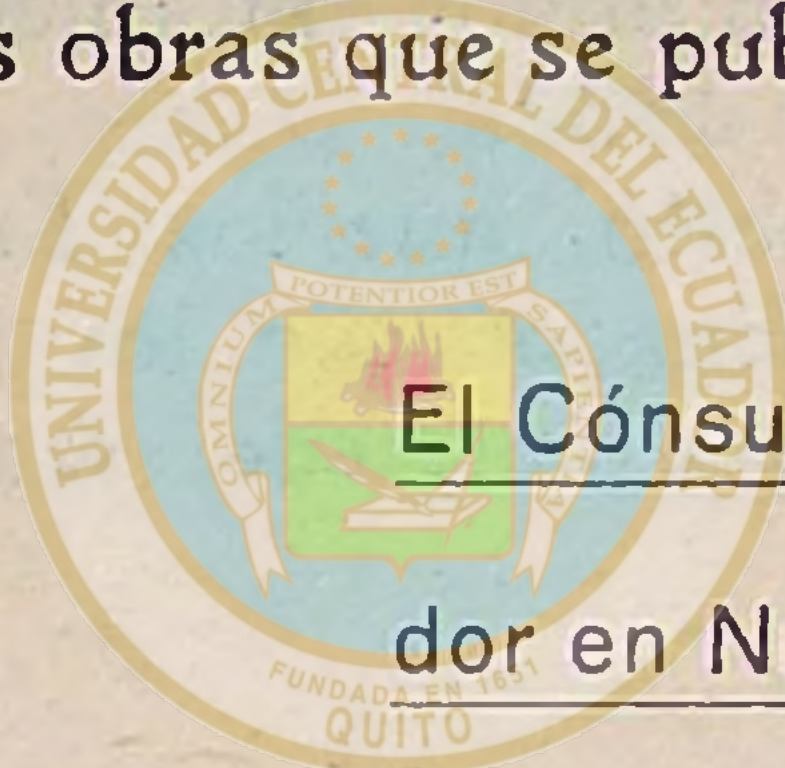 s obras que se pub
El Cónsu
dor en N
UNIVERSIDAD CENTRAL DEL ECUADOR
OMNIUM POTENTIOR EST SAPIENTIA
FUNDADA EN 1651
QUITO